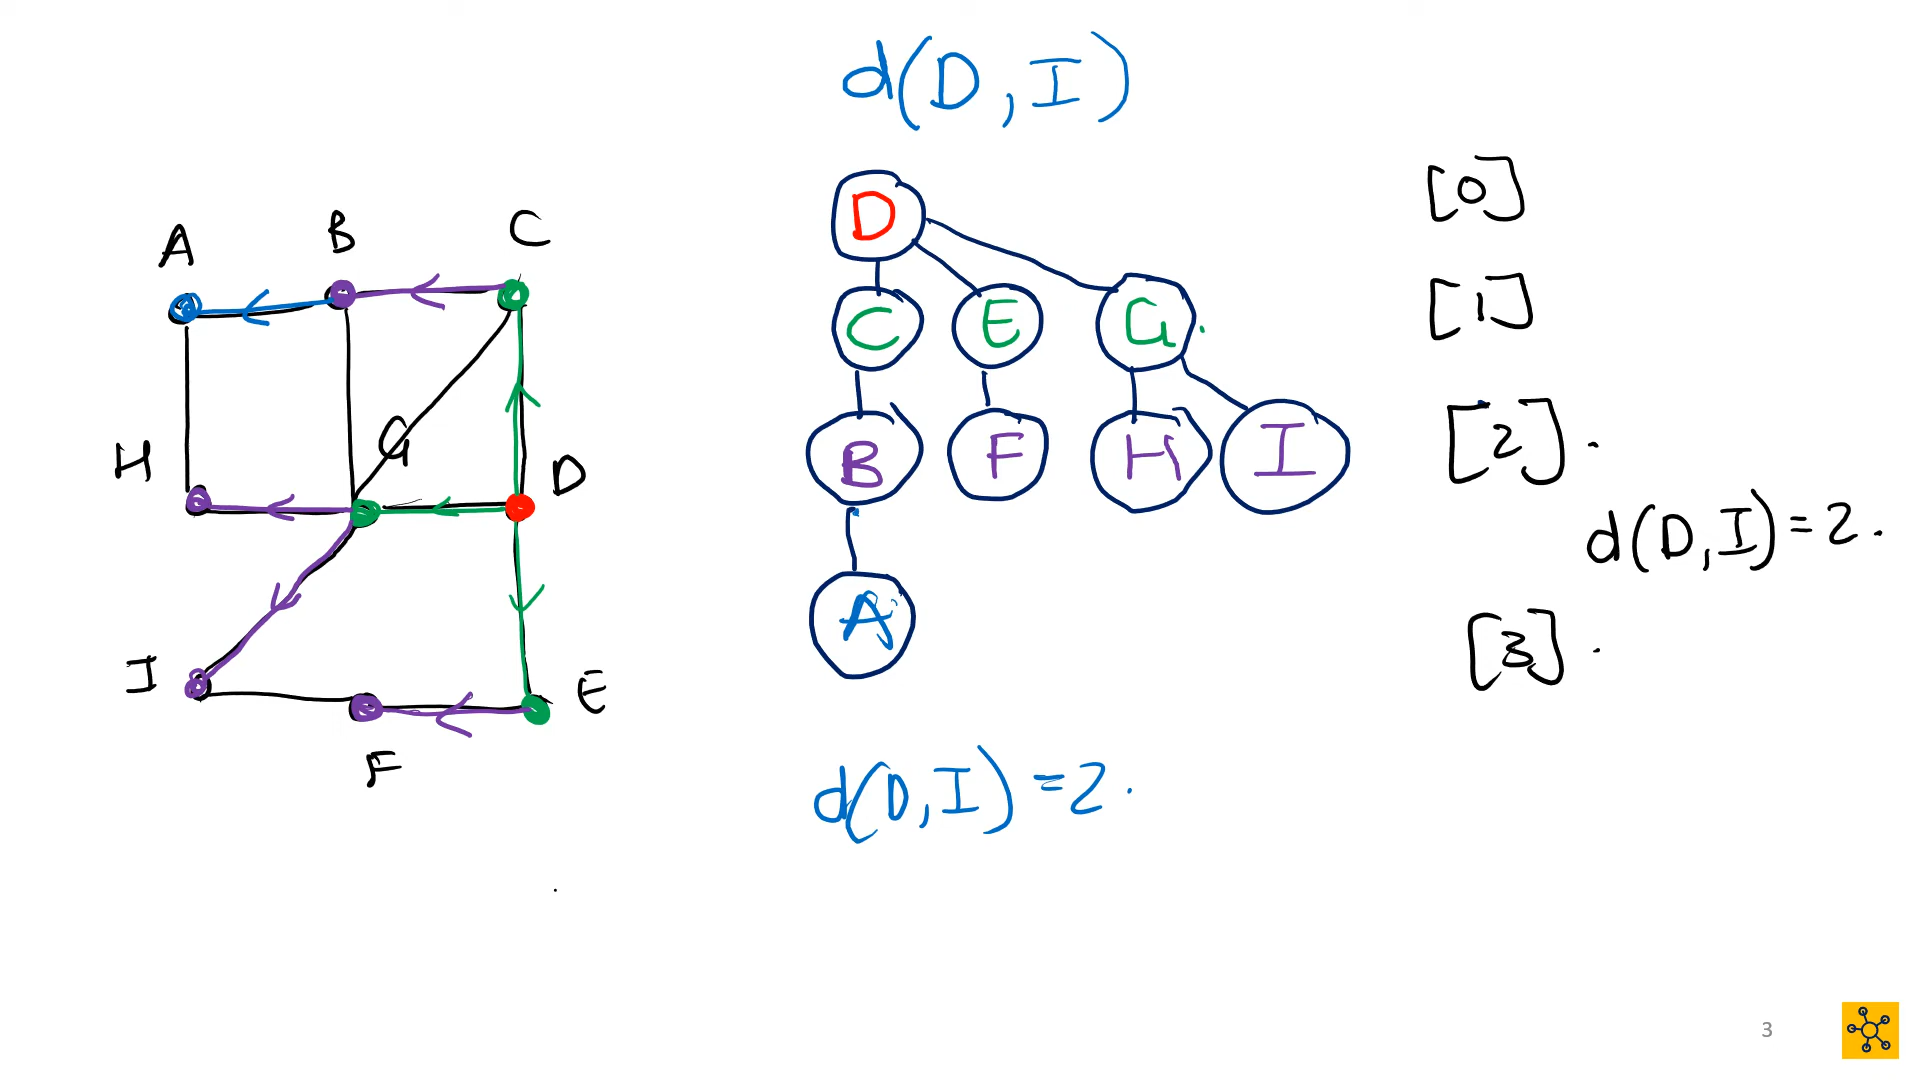 d(D,I)
A B C
H G D
I F E
D
C E G
B F H I
A
[0]
[1]
[2].
d(D,I)=2.
[3].
d(D,I)=2.
3